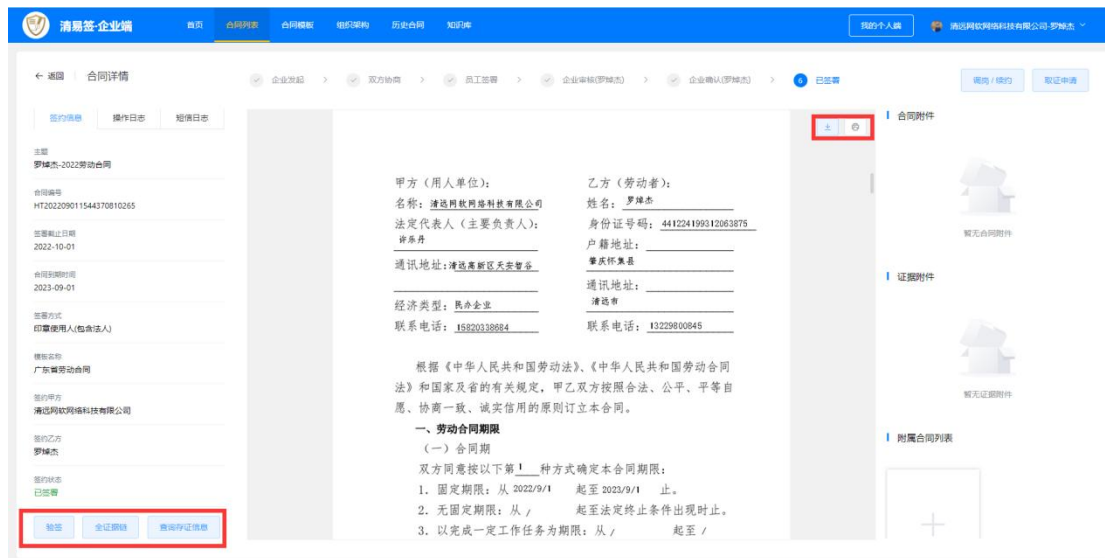 清易签·企业端 首页 合同列表 合同模板 组织架构 历史合同 知识库 我的个人端 清远网软网络科技有限公司-罗焯杰
← 返回 合同详情 企业发起 > 双方协商 > 员工签署 > 企业审核(罗焯杰) > 企业确认(罗焯杰) > 6 已签署 调岗 / 续约 取证申请
签约信息 操作日志 短信日志
主题
罗焯杰-2022劳动合同
合同编号
HT202209011544370810265
签署截止日期
2022-10-01
合同到期时间
2023-09-01
签署方式
印章使用人(包含法人)
模板名称
广东省劳动合同
签约甲方
清远网软网络科技有限公司
签约乙方
罗焯杰
签约状态
已签署
验签 全证据链 查询存证信息
甲方（用人单位）：
名称：清远网软网络科技有限公司
法定代表人（主要负责人）：
许乐丹
通讯地址：清远高新区天安智谷
经济类型：民办企业
联系电话：15820338684
乙方（劳动者）：
姓名：罗焯杰
身份证号码：441224199312063875
户籍地址：
肇庆怀集县
通讯地址：
清远市
联系电话：13229800845
根据《中华人民共和国劳动法》、《中华人民共和国劳动合同
法》和国家及省的有关规定，甲乙双方按照合法、公平、平等自
愿、协商一致、诚实信用的原则订立本合同。
一、劳动合同期限
（一）合同期
双方同意按以下第 1 种方式确定本合同期限：
1. 固定期限：从 2022/9/1 起至 2023/9/1 止。
2. 无固定期限：从 / 起至法定终止条件出现时止。
3. 以完成一定工作任务为期限：从 / 起至 /
合同附件
暂无合同附件
证据附件
暂无证据附件
附属合同列表